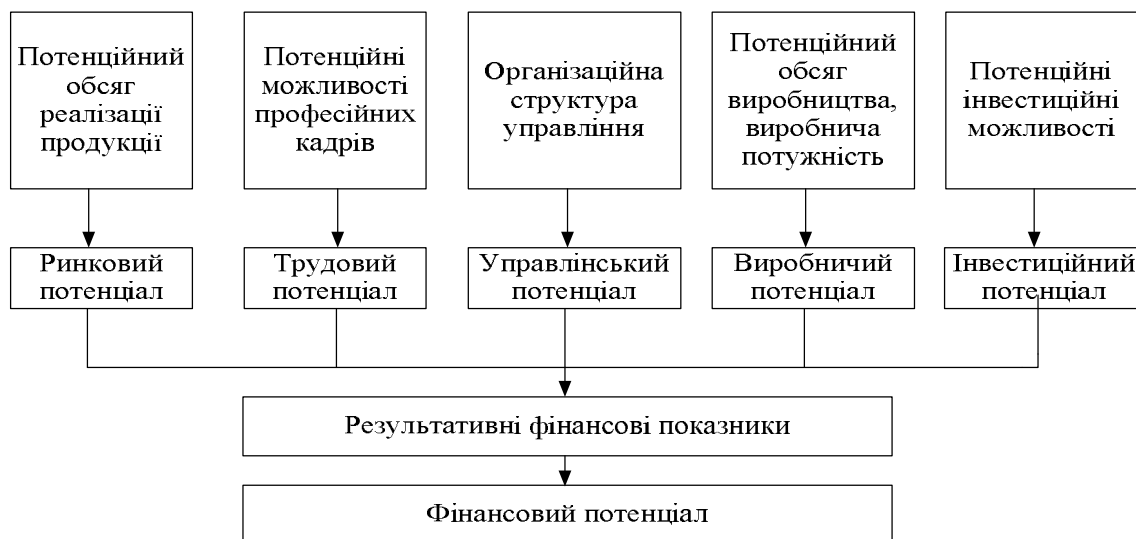 Потенційний
обсяг
реалізації
продукції
Потенційні
можливості
професійних
кадрів
Організаційна
структура
управління
Потенційний
обсяг
виробництва,
виробнича
потужність
Потенційні
інвестиційні
можливості
Ринковий
потенціал
Трудовий
потенціал
Управлінський
потенціал
Виробничий
потенціал
Інвестиційний
потенціал
Результативні фінансові показники
Фінансовий потенціал